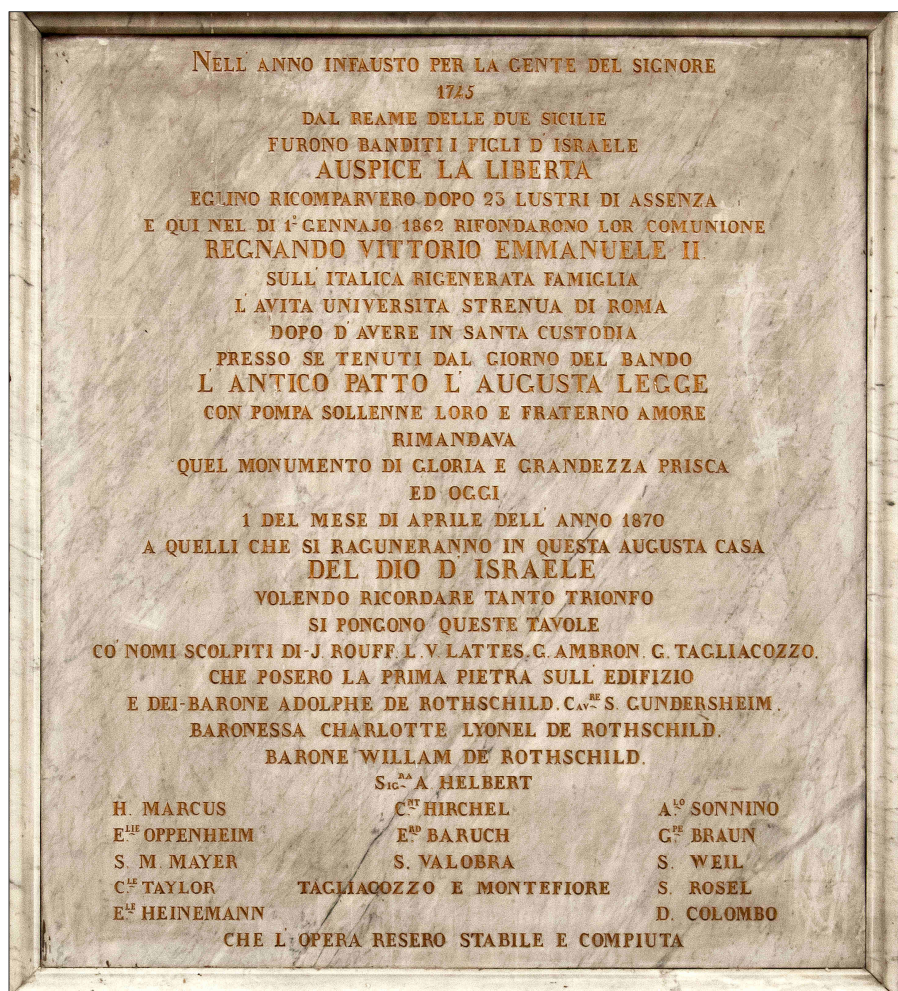 NELL ANNO INFAUSTO PER LA GENTE DEL SIGNORE
1745
DAL REAME DELLE DUE SICILIE
FURONO BANDITI I FIGLI D'ISRAELE
AUSPICE LA LIBERTA
EGLINO RICOMPARVERO DOPO 23 LUSTRI DI ASSENZA
E QUI NEL DI 1º GENNAJO 1862 RIFONDARONO LOR COMUNIONE
REGNANDO VITTORIO EMMANUELE II
SULL'ITALICA RIGENERATA FAMIGLIA
L'AVITA UNIVERSITA STRENUA DI ROMA
DOPO D'AVERE IN SANTA CUSTODIA
PRESSO SE TENUTI DAL GIORNO DEL BANDO
L'ANTICO PATTO L'AUGUSTA LEGGE
CON POMPA SOLLENNE LORO E FRATERNO AMORE
RIMANDAVA
QUEL MONUMENTO DI GLORIA E GRANDEZZA PRISCA
ED OGGI
1 DEL MESE DI APRILE DELL'ANNO 1870
A QUELLI CHE SI RAGUNERANNO IN QUESTA AUGUSTA CASA
DEL DIO D'ISRAELE
VOLENDO RICORDARE TANTO TRIONFO
SI PONGONO QUESTE TAVOLE
CO'NOMI SCOLPITI DI-J.ROUFF.L.V.LATTES.G.AMBRON.G.TAGLIACOZZO.
CHE POSERO LA PRIMA PIETRA SULL'EDIFIZIO
E DEI-BARONE ADOLPHE DE ROTHSCHILD.CAV.RE S. GUNDERSHEIM.
BARONESSA CHARLOTTE LYONEL DE ROTHSCHILD.
BARONE WILLAM DE ROTHSCHILD.
SIG.RA A HELBERT
H. MARCUS C.NT HIRCHEL A.LO SONNINO
E.LIE OPPENHEIM E.RD BARUCH G.PE BRAUN
S. M. MAYER S. VALOBRA S. WEIL
C.LE TAYLOR TAGLIACOZZO E MONTEFIORE S. ROSEL
E.LE HEINEMANN D. COLOMBO
CHE L'OPERA RESERO STABILE E COMPIUTA